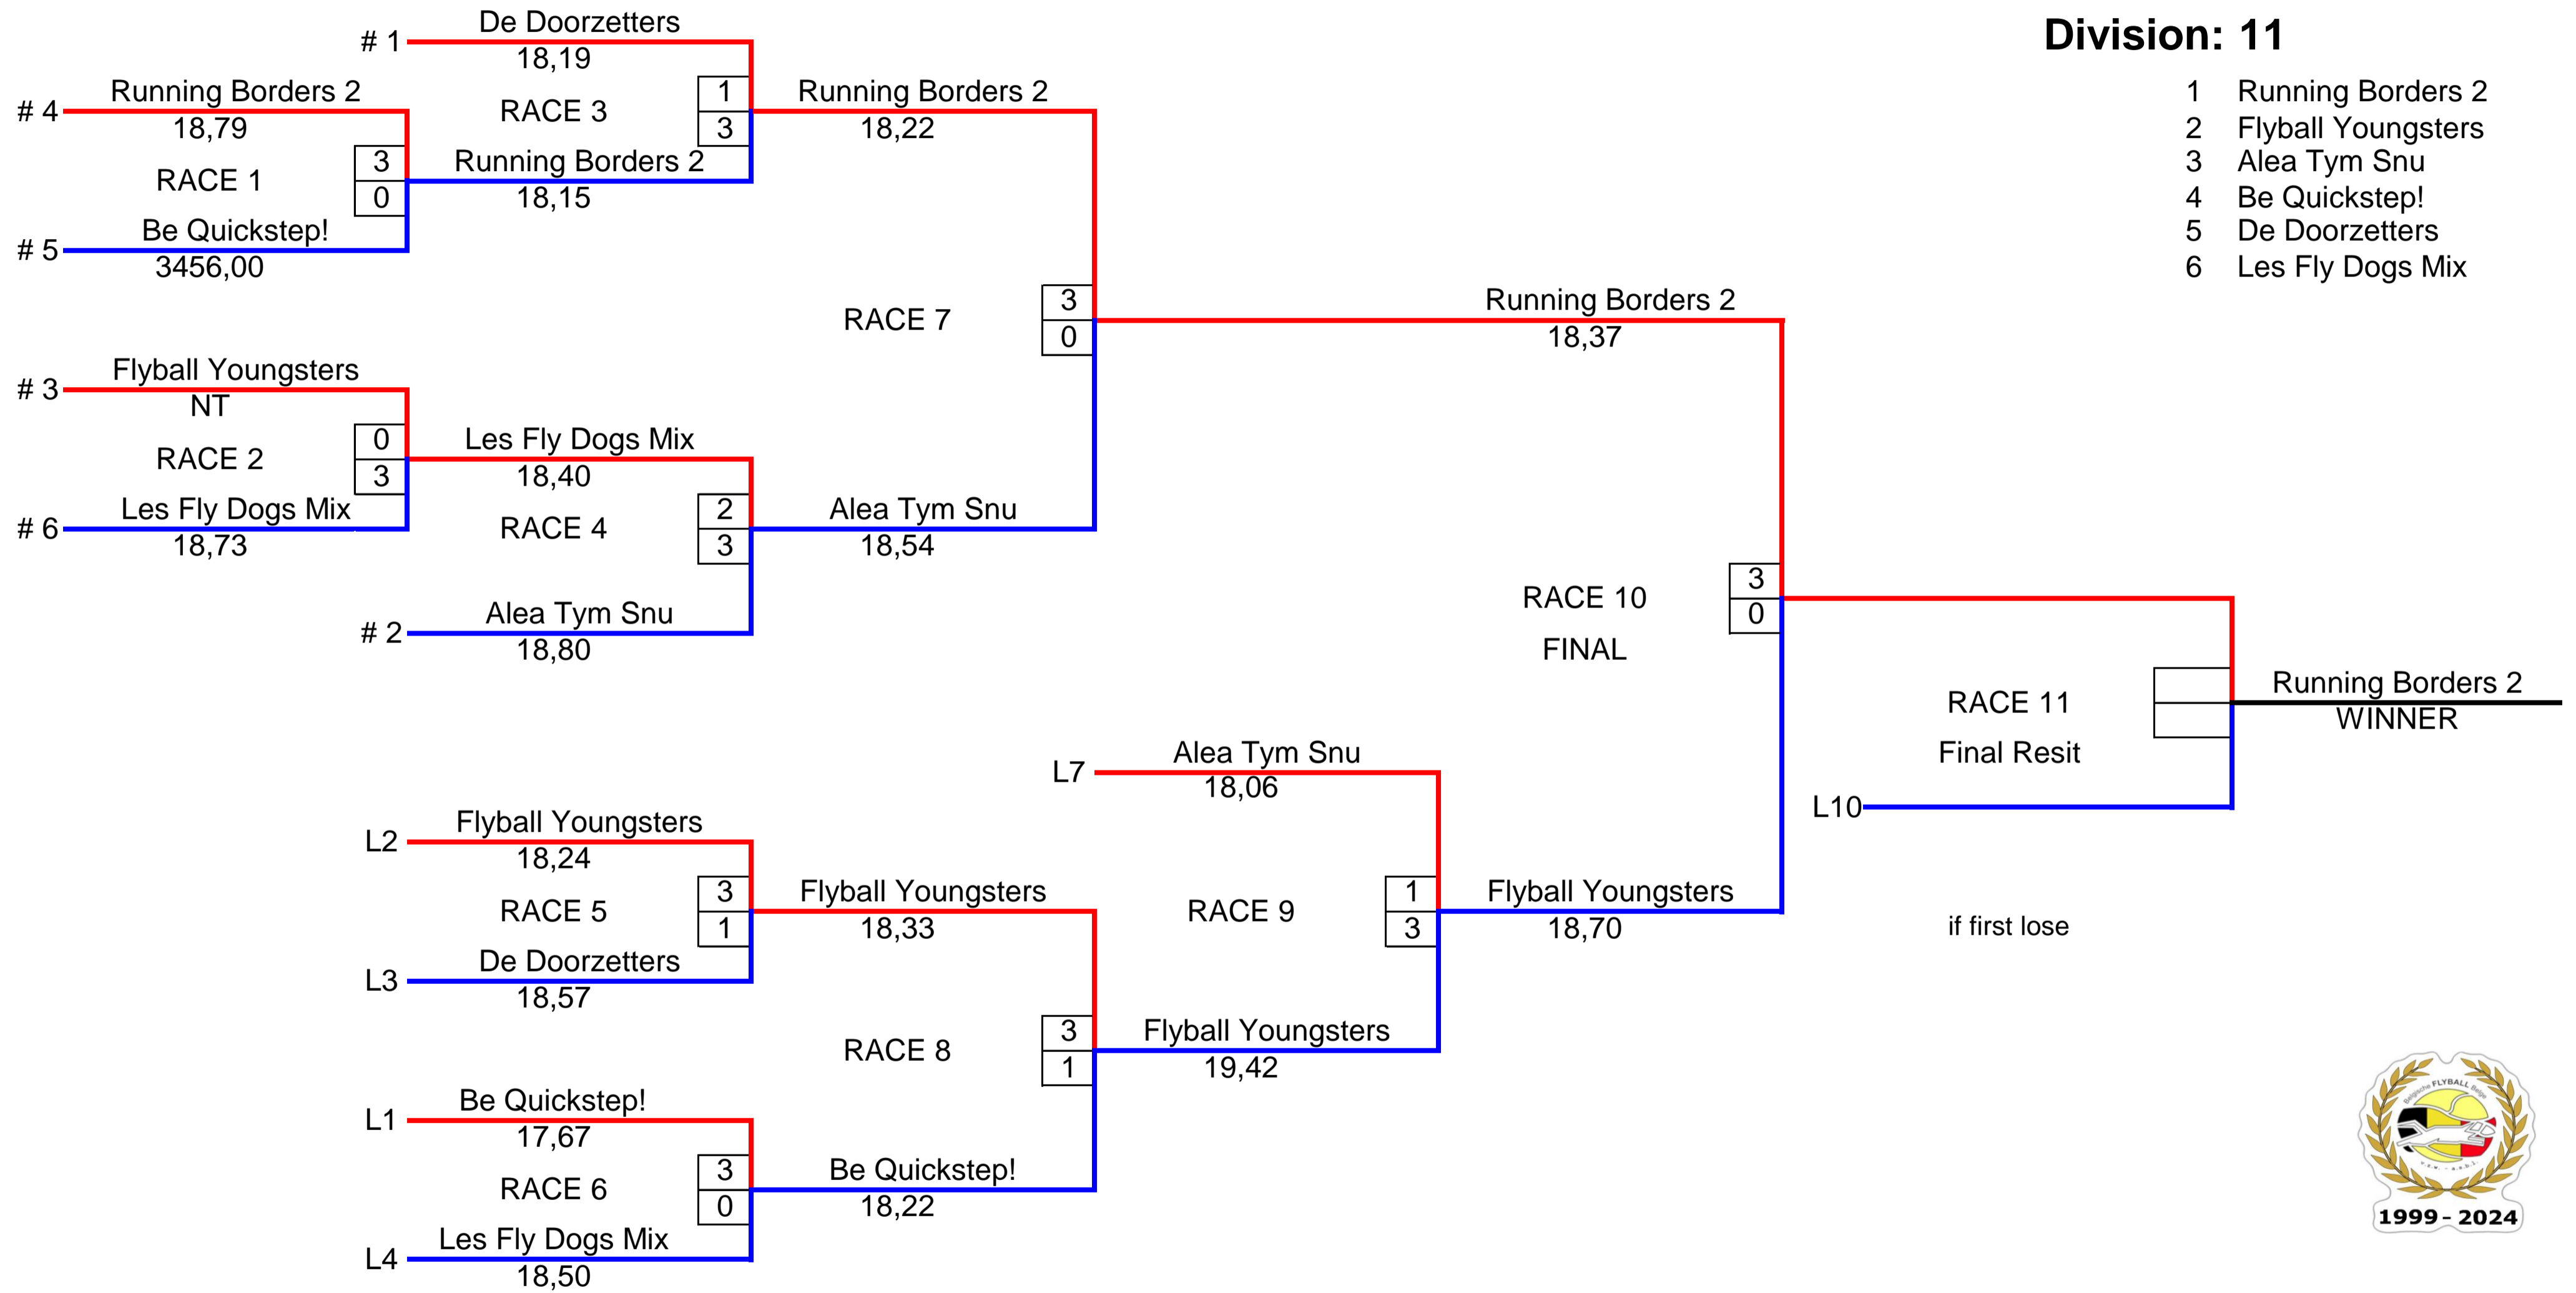 Division: 11
1 Running Borders 2
2 Flyball Youngsters
3 Alea Tym Snu
4 Be Quickstep!
5 De Doorzetters
6 Les Fly Dogs Mix
# 1 De Doorzetters
18,19
RACE 3
1
3
Running Borders 2
18,15
# 4 Running Borders 2
18,79
RACE 1
3
0
# 5 Be Quickstep!
3456,00
# 3 Flyball Youngsters
NT
RACE 2
0
3
# 6 Les Fly Dogs Mix
18,73
Les Fly Dogs Mix
18,40
RACE 4
2
3
# 2 Alea Tym Snu
18,80
Running Borders 2
18,22
RACE 7
3
0
Alea Tym Snu
18,54
L2 Flyball Youngsters
18,24
RACE 5
3
1
L3 De Doorzetters
18,57
L1 Be Quickstep!
17,67
RACE 6
3
0
L4 Les Fly Dogs Mix
18,50
Flyball Youngsters
18,33
RACE 8
3
1
Be Quickstep!
18,22
L7 Alea Tym Snu
18,06
RACE 9
1
3
Flyball Youngsters
19,42
Running Borders 2
18,37
RACE 10
FINAL
3
0
Flyball Youngsters
18,70
RACE 11
Final Resit
L10
if first lose
Running Borders 2
WINNER
Belgische FLYBALL Belge
v.z.w. - a.s.b.l.
1999 - 2024